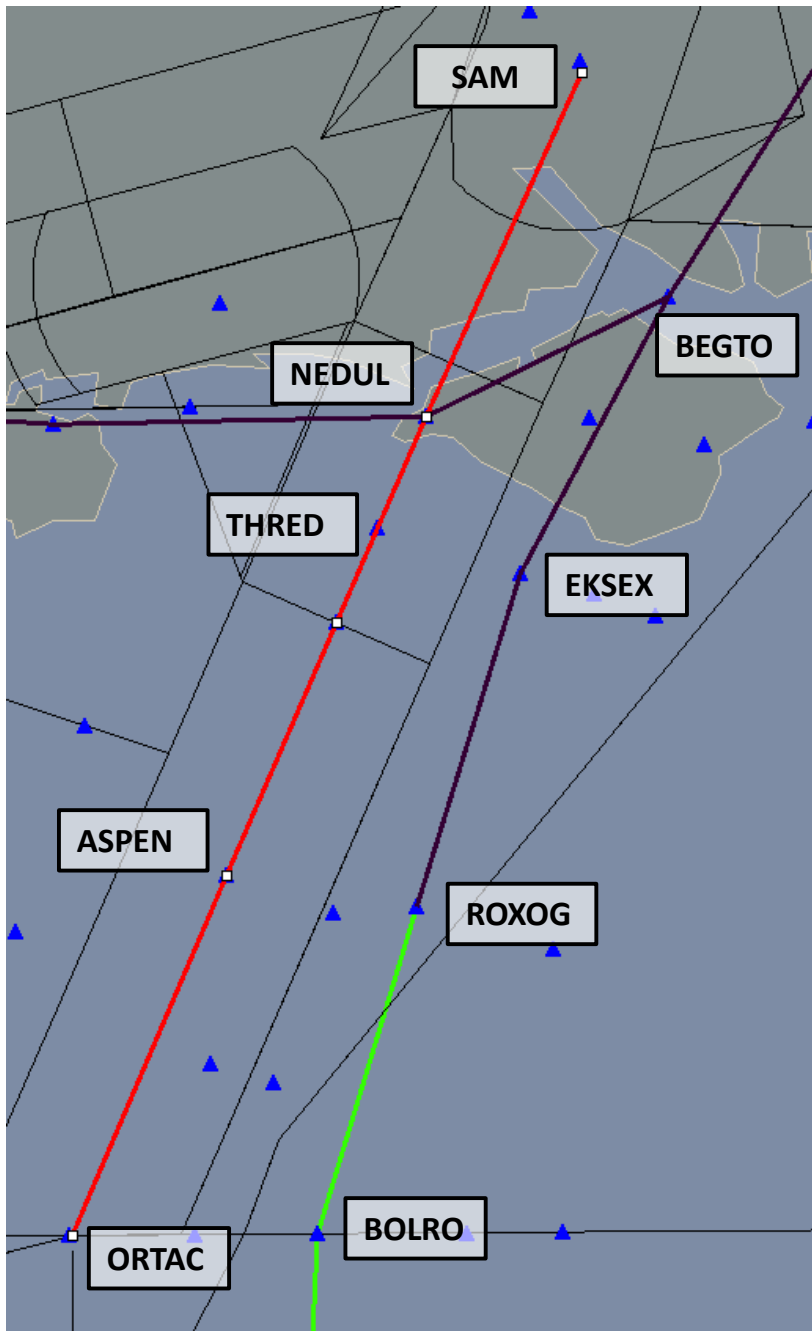 SAM
BEGTO
NEDUL
THRED
EKSEX
ASPEN
ROXOG
BOLRO
ORTAC